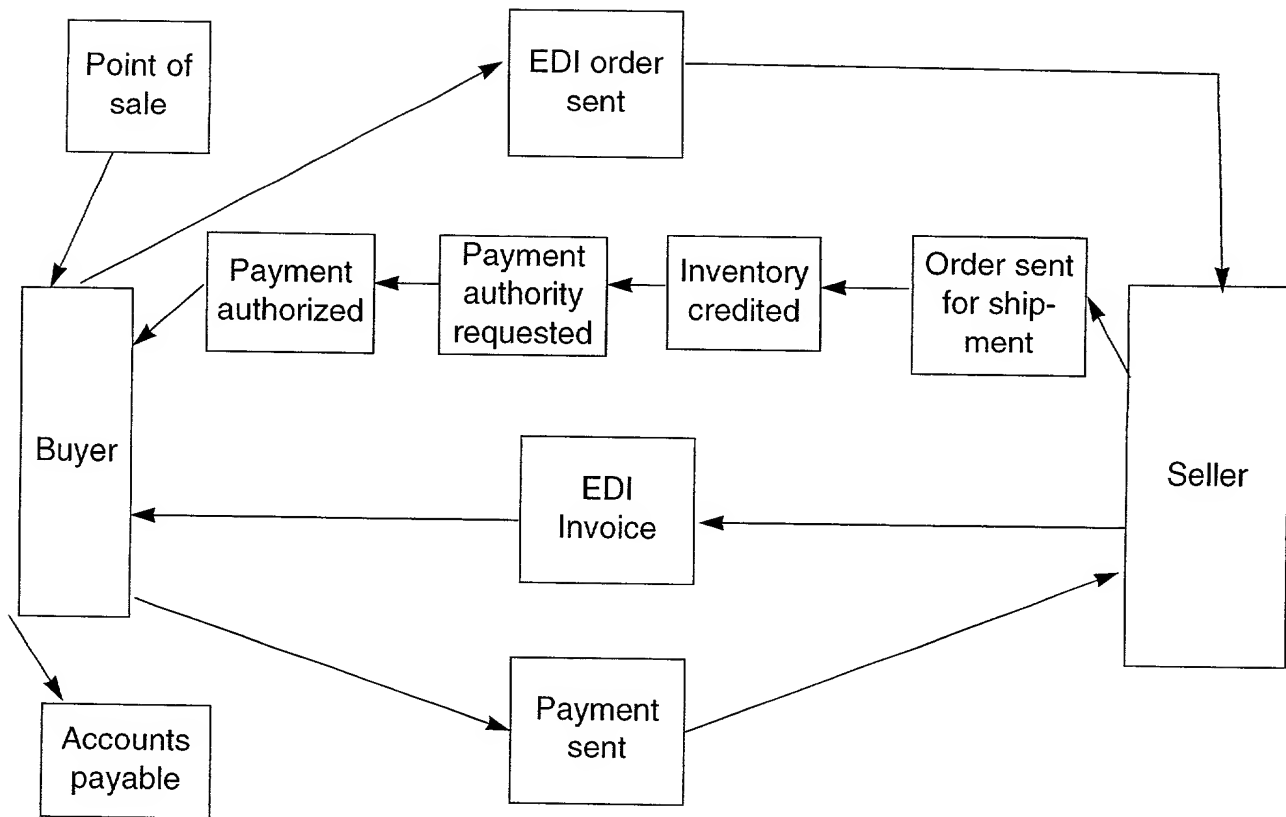 Point of
sale
EDI order
sent
Payment
authorized
Payment
authority
requested
Inventory
credited
Order sent
for ship-
ment
Buyer
EDI
Invoice
Seller
Accounts
payable
Payment
sent